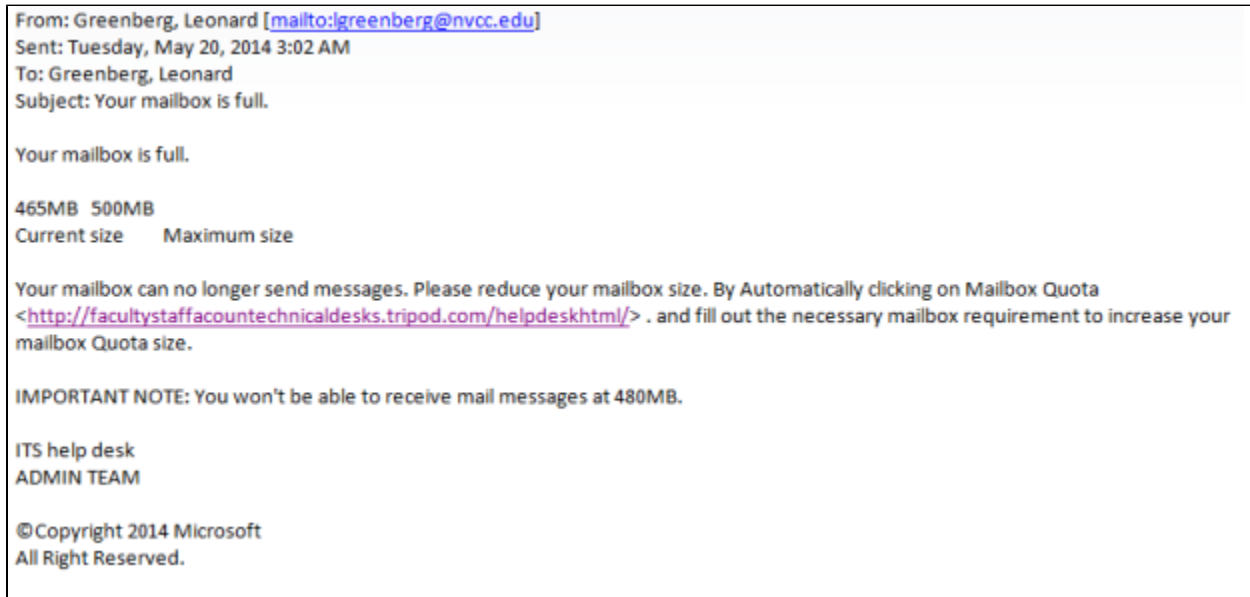 From: Greenberg, Leonard [mailto:lgreenberg@nvcc.edu]
Sent: Tuesday, May 20, 2014 3:02 AM
To: Greenberg, Leonard
Subject: Your mailbox is full.
Your mailbox is full.
465MB 500MB
Current size Maximum size
Your mailbox can no longer send messages. Please reduce your mailbox size. By Automatically clicking on Mailbox Quota
<http://facultystaffacountechnicaldesks.tripod.com/helpdeskhtml/> . and fill out the necessary mailbox requirement to increase your
mailbox Quota size.
IMPORTANT NOTE: You won't be able to receive mail messages at 480MB.
ITS help desk
ADMIN TEAM
©Copyright 2014 Microsoft
All Right Reserved.